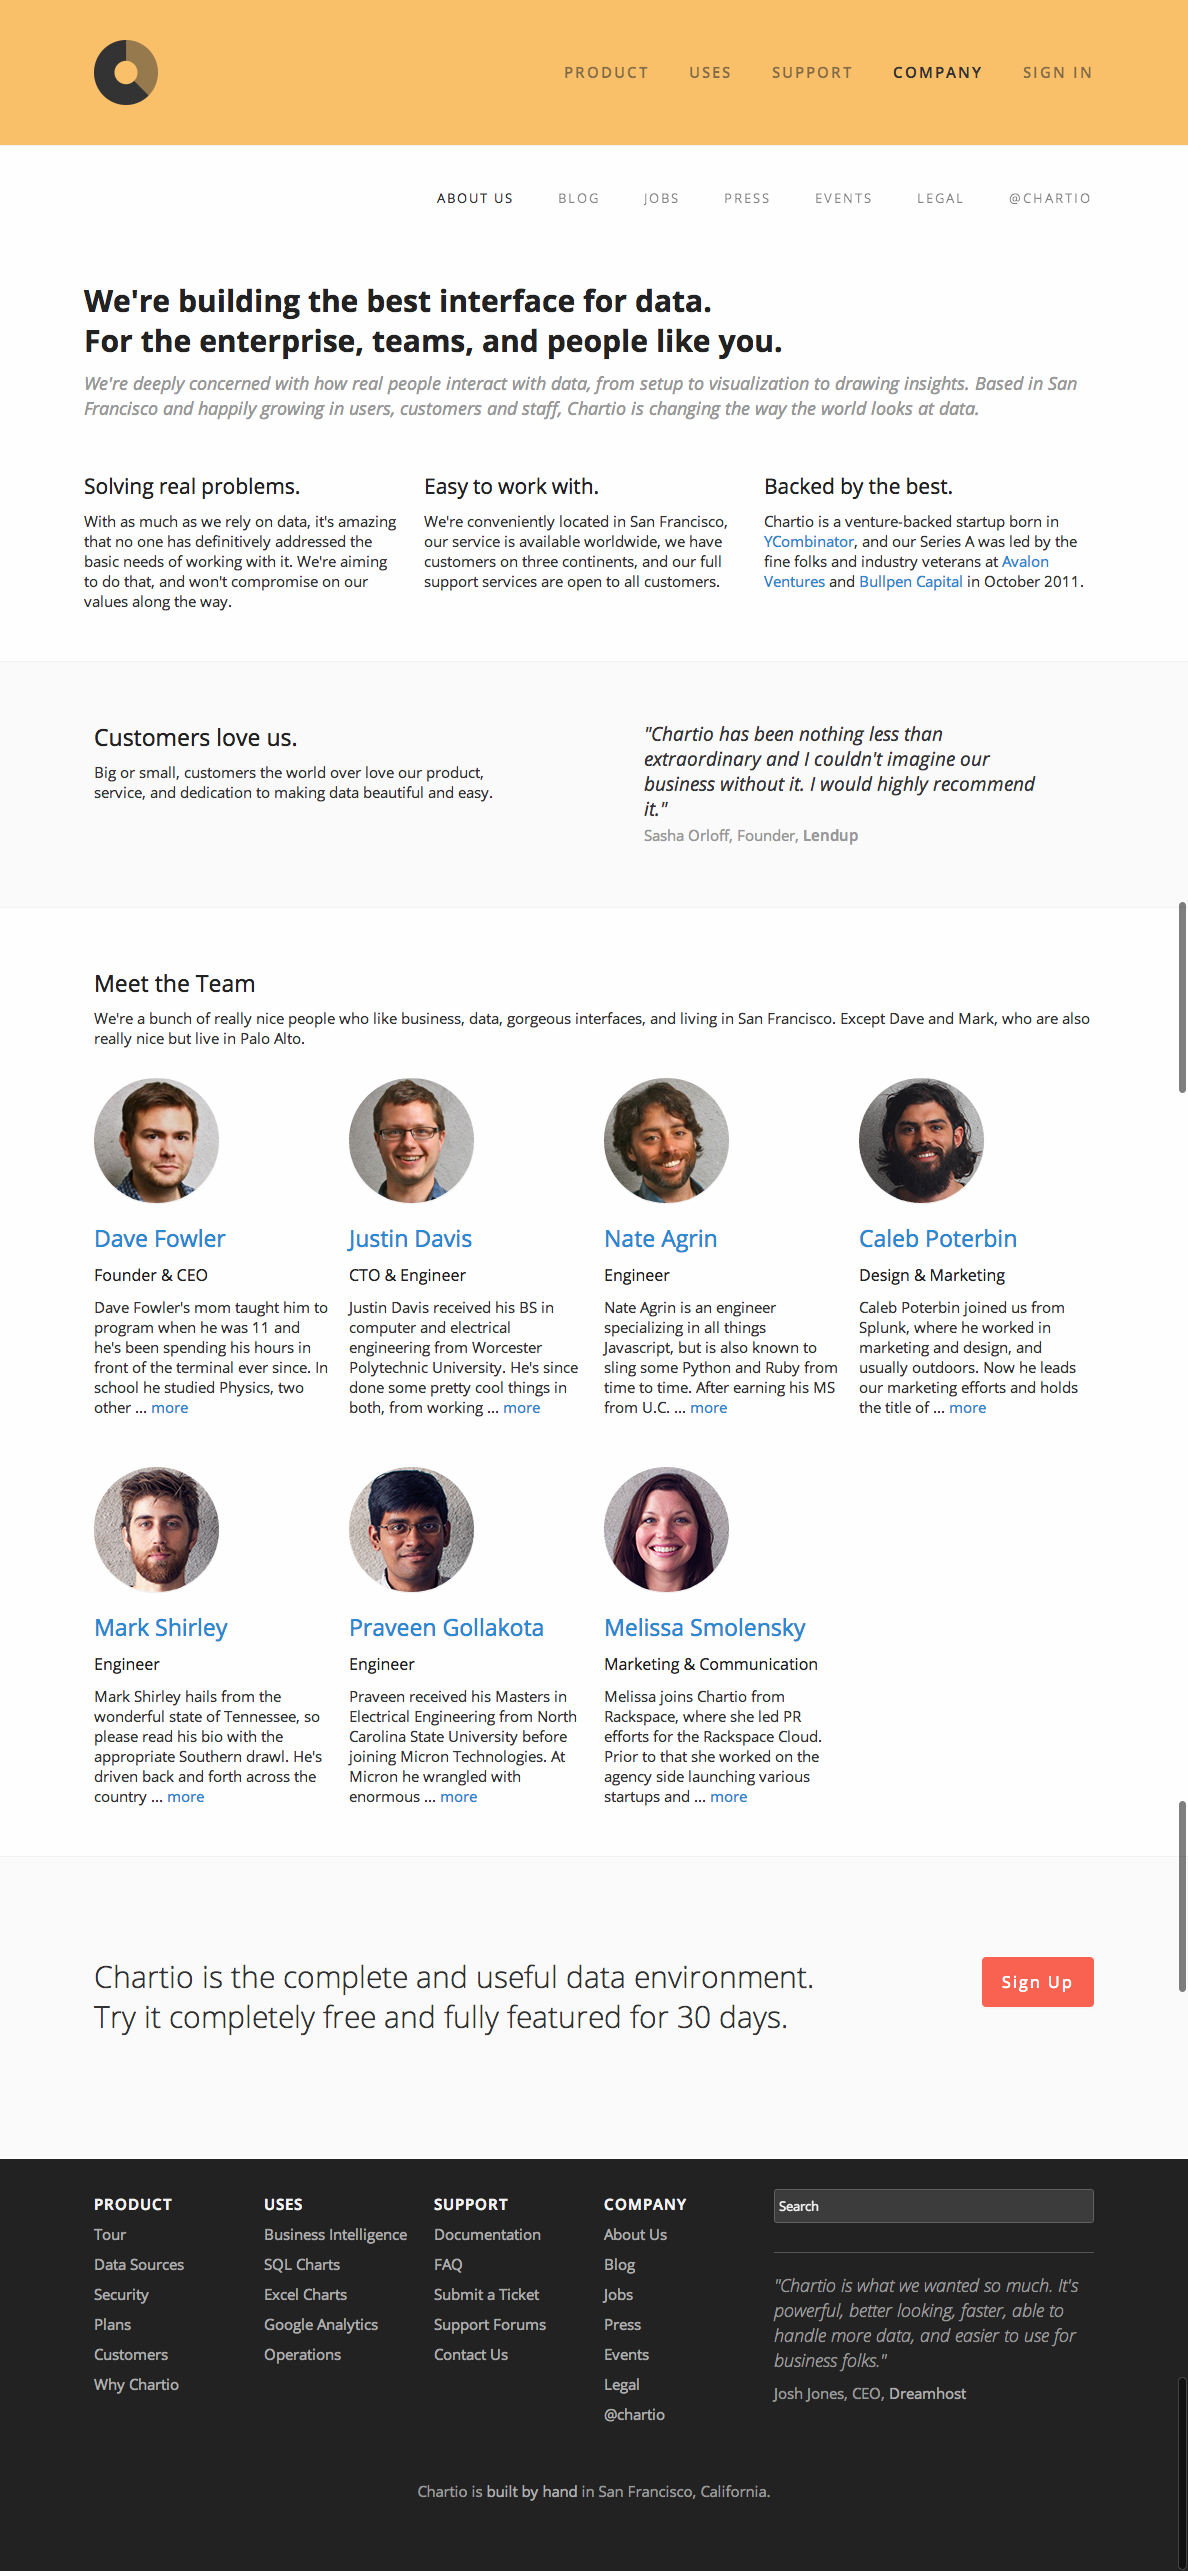 PRODUCT USES SUPPORT COMPANY SIGN IN
ABOUT US BLOG JOBS PRESS EVENTS LEGAL @CHARTIO
We're building the best interface for data.
For the enterprise, teams, and people like you.
We're deeply concerned with how real people interact with data, from setup to visualization to drawing insights. Based in San
Francisco and happily growing in users, customers and staff, Chartio is changing the way the world looks at data.
Solving real problems.
With as much as we rely on data, it's amazing
that no one has definitively addressed the
basic needs of working with it. We're aiming
to do that, and won't compromise on our
values along the way.
Easy to work with.
We're conveniently located in San Francisco,
our service is available worldwide, we have
customers on three continents, and our full
support services are open to all customers.
Backed by the best.
Chartio is a venture-backed startup born in
YCombinator, and our Series A was led by the
fine folks and industry veterans at Avalon
Ventures and Bullpen Capital in October 2011.
Customers love us.
Big or small, customers the world over love our product,
service, and dedication to making data beautiful and easy.
"Chartio has been nothing less than
extraordinary and I couldn't imagine our
business without it. I would highly recommend
it."
Sasha Orloff, Founder, Lendup
Meet the Team
We're a bunch of really nice people who like business, data, gorgeous interfaces, and living in San Francisco. Except Dave and Mark, who are also
really nice but live in Palo Alto.
Dave Fowler
Founder & CEO
Dave Fowler's mom taught him to
program when he was 11 and
he's been spending his hours in
front of the terminal ever since. In
school he studied Physics, two
other ... more
Justin Davis
CTO & Engineer
Justin Davis received his BS in
computer and electrical
engineering from Worcester
Polytechnic University. He's since
done some pretty cool things in
both, from working ... more
Nate Agrin
Engineer
Nate Agrin is an engineer
specializing in all things
Javascript, but is also known to
sling some Python and Ruby from
time to time. After earning his MS
from U.C. ... more
Caleb Poterbin
Design & Marketing
Caleb Poterbin joined us from
Splunk, where he worked in
marketing and design, and
usually outdoors. Now he leads
our marketing efforts and holds
the title of ... more
Mark Shirley
Engineer
Mark Shirley hails from the
wonderful state of Tennessee, so
please read his bio with the
appropriate Southern drawl. He's
driven back and forth across the
country ... more
Praveen Gollakota
Engineer
Praveen received his Masters in
Electrical Engineering from North
Carolina State University before
joining Micron Technologies. At
Micron he wrangled with
enormous ... more
Melissa Smolensky
Marketing & Communication
Melissa joins Chartio from
Rackspace, where she led PR
efforts for the Rackspace Cloud.
Prior to that she worked on the
agency side launching various
startups and ... more
Chartio is the complete and useful data environment.
Try it completely free and fully featured for 30 days.
Sign Up
PRODUCT
Tour
Data Sources
Security
Plans
Customers
Why Chartio
USES
Business Intelligence
SQL Charts
Excel Charts
Google Analytics
Operations
SUPPORT
Documentation
FAQ
Submit a Ticket
Support Forums
Contact Us
COMPANY
About Us
Blog
Jobs
Press
Events
Legal
@chartio
Search
"Chartio is what we wanted so much. It's
powerful, better looking, faster, able to
handle more data, and easier to use for
business folks."
Josh Jones, CEO, Dreamhost
Chartio is built by hand in San Francisco, California.